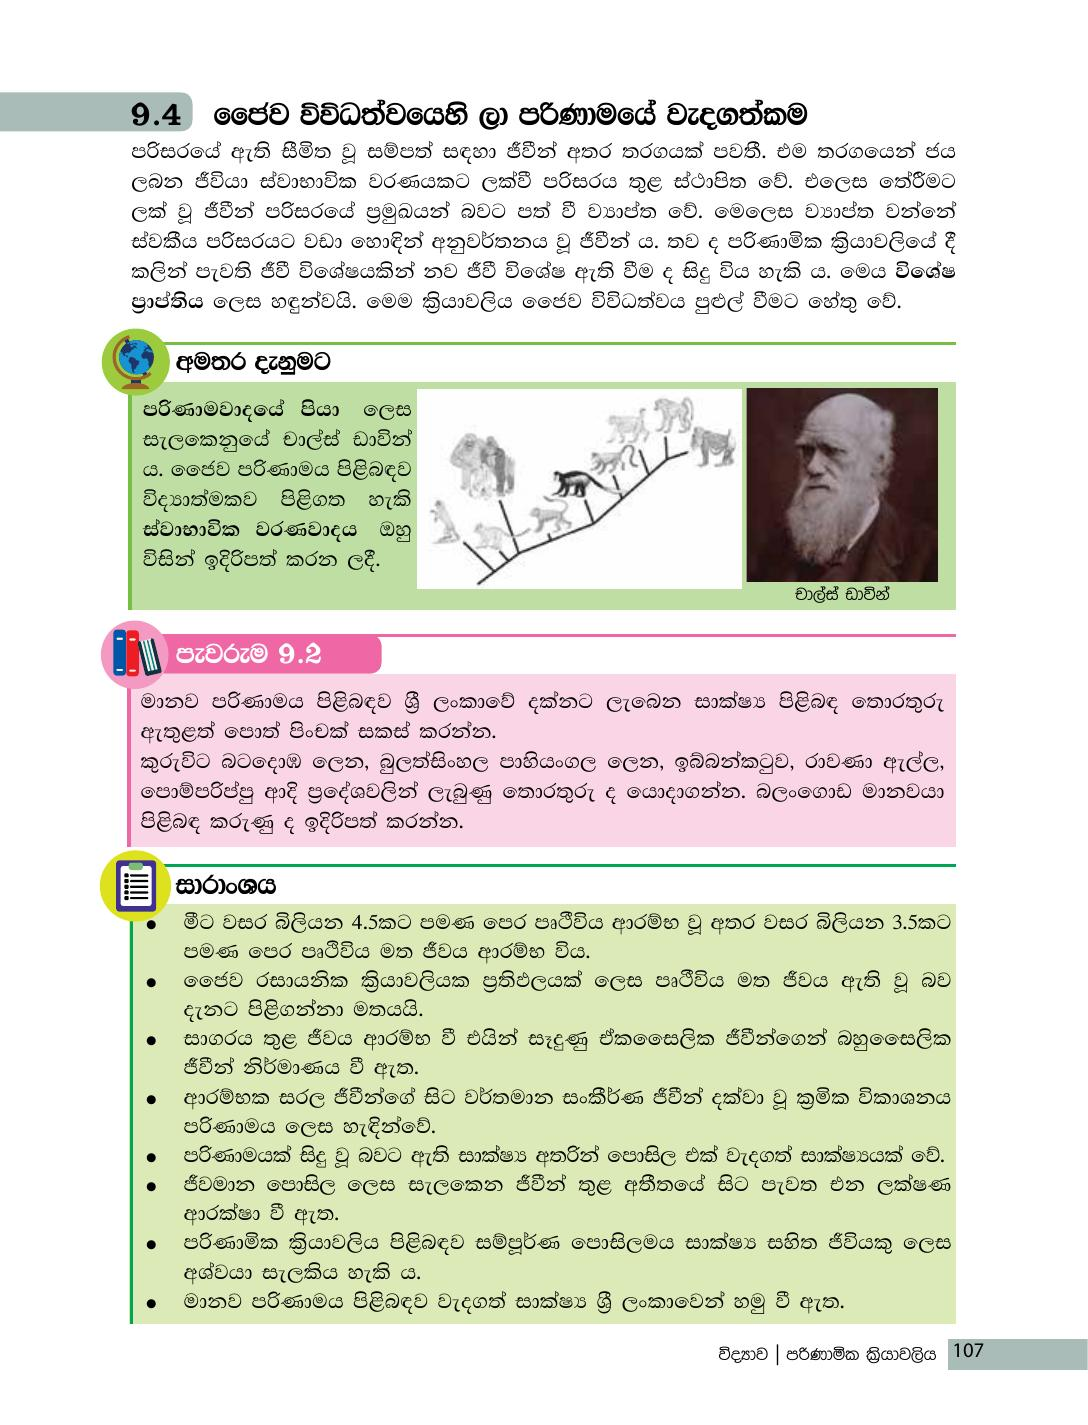 9.4 ජෛව විවිධත්වයෙහි ලා පරිණාමයේ වැදගත්කම
පරිසරයේ ඇති සීමිත වූ සම්පත් සඳහා ජීවීන් අතර තරගයක් පවතී. එම තරගයෙන් ජය
ලබන ජීවියා ස්වාභාවික වරණයකට ලක්වී පරිසරය තුළ ස්ථාපිත වේ. එලෙස තේරීමට
ලක් වූ ජීවීන් පරිසරයේ ප්‍රමුඛයන් බවට පත් වී ව්‍යාප්ත වේ. මෙලෙස ව්‍යාප්ත වන්නේ
ස්වකීය පරිසරයට වඩා හොඳින් අනුවර්තනය වූ ජීවීන් ය. තව ද පරිණාමික ක්‍රියාවලියේ දී
කලින් පැවති ජීවී විශේෂයකින් නව ජීවී විශේෂ ඇති වීම ද සිදු විය හැකි ය. මෙය විශේෂ
ප්‍රාප්තිය ලෙස හඳුන්වයි. මෙම ක්‍රියාවලිය ජෛව විවිධත්වය පුළුල් වීමට හේතු වේ.
අමතර දැනුමට
පරිණාමවාදයේ පියා ලෙස
සැලකෙනුයේ චාල්ස් ඩාවින්
ය. ජෛව පරිණාමය පිළිබඳව
විද්‍යාත්මකව පිළිගත හැකි
ස්වාභාවික වරණවාදය ඔහු
විසින් ඉදිරිපත් කරන ලදී.
චාල්ස් ඩාවින්
පැවරුම 9.2
මානව පරිණාමය පිළිබඳව ශ්‍රී ලංකාවේ දක්නට ලැබෙන සාක්ෂ්‍ය පිළිබඳ තොරතුරු
ඇතුළත් පොත් පිංචක් සකස් කරන්න.
කුරුවිට බටදොඹ ලෙන, බුලත්සිංහල පාහියංගල ලෙන, ඉබ්බන්කටුව, රාවණා ඇල්ල,
පොම්පරිප්පු ආදි ප්‍රදේශවලින් ලැබුණු තොරතුරු ද යොදාගන්න. බලංගොඩ මානවයා
පිළිබඳ කරුණු ද ඉදිරිපත් කරන්න.
සාරාංශය
• මීට වසර බිලියන 4.5කට පමණ පෙර පෘථිවිය ආරම්භ වූ අතර වසර බිලියන 3.5කට
පමණ පෙර පෘථිවිය මත ජීවය ආරම්භ විය.
• ජෛව රසායනික ක්‍රියාවලියක ප්‍රතිඵලයක් ලෙස පෘථිවිය මත ජීවය ඇති වූ බව
දැනට පිළිගන්නා මතයයි.
• සාගරය තුළ ජීවය ආරම්භ වී එයින් සෑදුණු ඒකසෛලික ජීවීන්ගෙන් බහුසෛලික
ජීවීන් නිර්මාණය වී ඇත.
• ආරම්භක සරල ජීවීන්ගේ සිට වර්තමාන සංකීර්ණ ජීවීන් දක්වා වූ ක්‍රමික විකාශනය
පරිණාමය ලෙස හැඳින්වේ.
• පරිණාමයක් සිදු වූ බවට ඇති සාක්ෂ්‍ය අතරින් පොසිල එක් වැදගත් සාක්ෂ්‍යයක් වේ.
• ජීවමාන පොසිල ලෙස සැලකෙන ජීවීන් තුළ අතීතයේ සිට පැවත එන ලක්ෂණ
ආරක්ෂා වී ඇත.
• පරිණාමික ක්‍රියාවලිය පිළිබඳව සම්පූර්ණ පොසිලමය සාක්ෂ්‍ය සහිත ජීවියකු ලෙස
අශ්වයා සැලකිය හැකි ය.
• මානව පරිණාමය පිළිබඳව වැදගත් සාක්ෂ්‍ය ශ්‍රී ලංකාවෙන් හමු වී ඇත.
විද්‍යාව | පරිණාමික ක්‍රියාවලිය 107